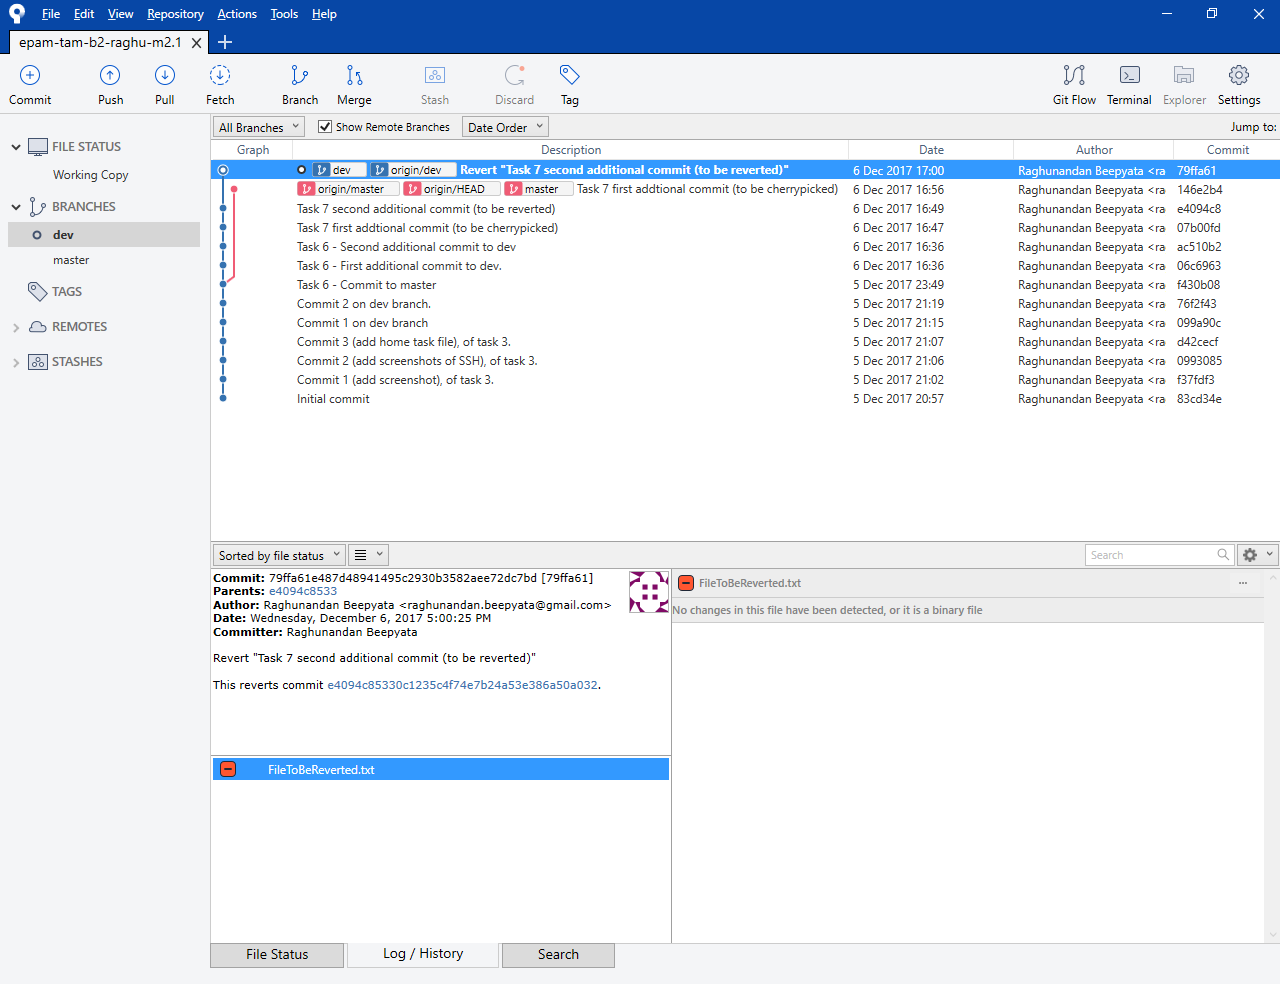 File Edit View Repository Actions Tools Help
epam-tam-b2-raghu-m2.1
Commit Push Pull Fetch Branch Merge Stash Discard Tag Git Flow Terminal Explorer Settings
All Branches Show Remote Branches Date Order Jump to:
FILE STATUS
Working Copy
BRANCHES
dev
master
TAGS
REMOTES
STASHES
Graph Description Date Author Commit
dev origin/dev Revert "Task 7 second additional commit (to be reverted)" 6 Dec 2017 17:00 Raghunandan Beepyata <ra 79ffa61
origin/master origin/HEAD master Task 7 first addtional commit (to be cherrypicked) 6 Dec 2017 16:56 Raghunandan Beepyata <ra 146e2b4
Task 7 second additional commit (to be reverted) 6 Dec 2017 16:49 Raghunandan Beepyata <ra e4094c8
Task 7 first addtional commit (to be cherrypicked) 6 Dec 2017 16:47 Raghunandan Beepyata <ra 07b00fd
Task 6 - Second additional commit to dev 6 Dec 2017 16:36 Raghunandan Beepyata <ra ac510b2
Task 6 - First additional commit to dev. 6 Dec 2017 16:36 Raghunandan Beepyata <ra 06c6963
Task 6 - Commit to master 5 Dec 2017 23:49 Raghunandan Beepyata <ra f430b08
Commit 2 on dev branch. 5 Dec 2017 21:19 Raghunandan Beepyata <ra 76f2f43
Commit 1 on dev branch 5 Dec 2017 21:15 Raghunandan Beepyata <ra 099a90c
Commit 3 (add home task file), of task 3. 5 Dec 2017 21:07 Raghunandan Beepyata <ra d42cecf
Commit 2 (add screenshots of SSH), of task 3. 5 Dec 2017 21:06 Raghunandan Beepyata <ra 0993085
Commit 1 (add screenshot), of task 3. 5 Dec 2017 21:02 Raghunandan Beepyata <ra f37fdf3
Initial commit 5 Dec 2017 20:57 Raghunandan Beepyata <ra 83cd34e
Sorted by file status Search
Commit: 79ffa61e487d48941495c2930b3582aee72dc7bd [79ffa61]
Parents: e4094c8533
Author: Raghunandan Beepyata <raghunandan.beepyata@gmail.com>
Date: Wednesday, December 6, 2017 5:00:25 PM
Committer: Raghunandan Beepyata
Revert "Task 7 second additional commit (to be reverted)"
This reverts commit e4094c85330c1235c4f74e7b24a53e386a50a032.
FileToBeReverted.txt
FileToBeReverted.txt ...
No changes in this file have been detected, or it is a binary file
File Status Log / History Search